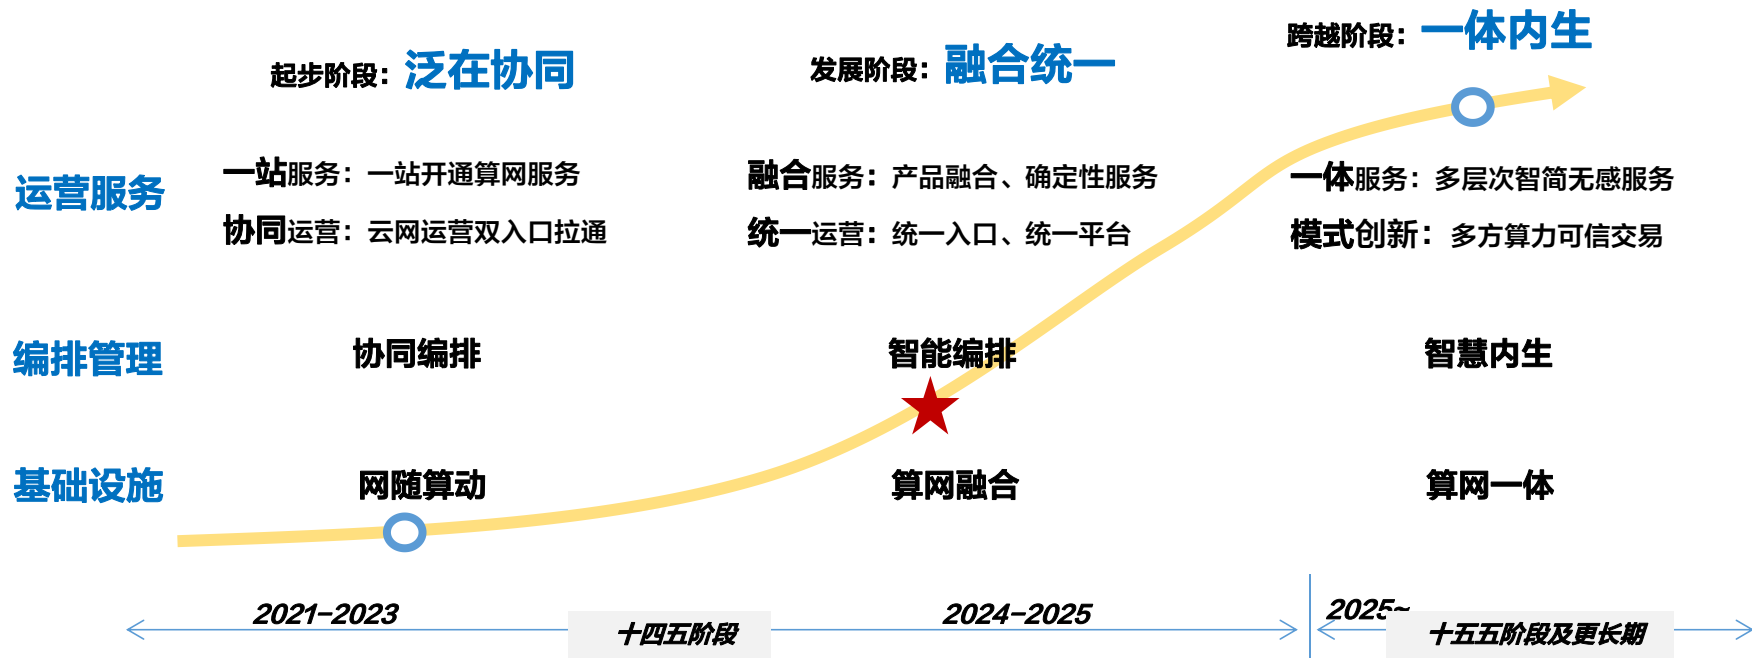 起步阶段：泛在协同
发展阶段：融合统一
跨越阶段：一体内生
运营服务
一站服务：一站开通算网服务
协同运营：云网运营双入口拉通
融合服务：产品融合、确定性服务
统一运营：统一入口、统一平台
一体服务：多层次智简无感服务
模式创新：多方算力可信交易
编排管理
协同编排
智能编排
智慧内生
基础设施
网随算动
算网融合
算网一体
2021-2023
2024-2025
2025~
十四五阶段
十五五阶段及更长期